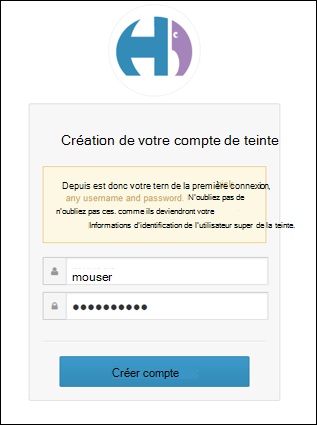 Création de votre compte de teinte
Depuis est donc votre tern de la première connexion,
any username and password. N'oubliez pas de
n'oubliez pas ces. comme ils deviendront votre
Informations d'identification de l'utilisateur super de la teinte.
mouser
●●●●●●●●●●
Créer compte